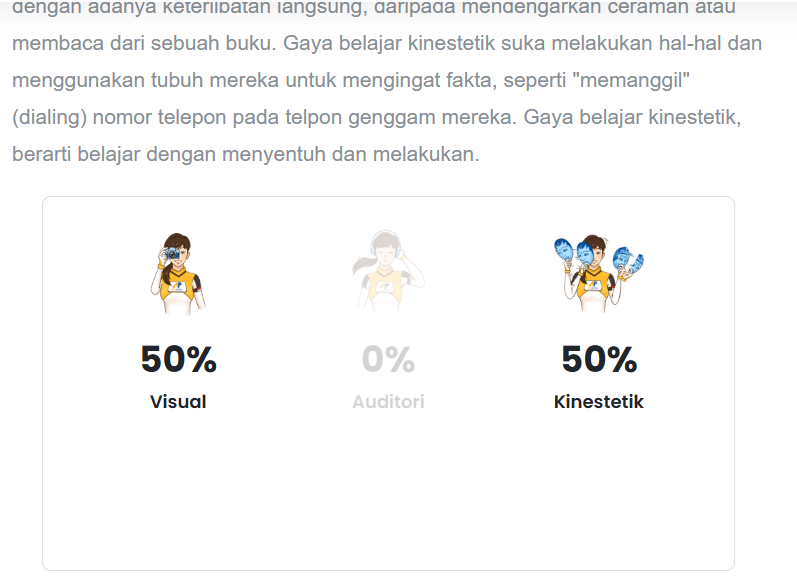 dengan adanya keterlibatan langsung, daripada mendengarkan ceramah atau
membaca dari sebuah buku. Gaya belajar kinestetik suka melakukan hal-hal dan
menggunakan tubuh mereka untuk mengingat fakta, seperti "memanggil"
(dialing) nomor telepon pada telpon genggam mereka. Gaya belajar kinestetik,
berarti belajar dengan menyentuh dan melakukan.
50% 0% 50%
Visual Auditori Kinestetik